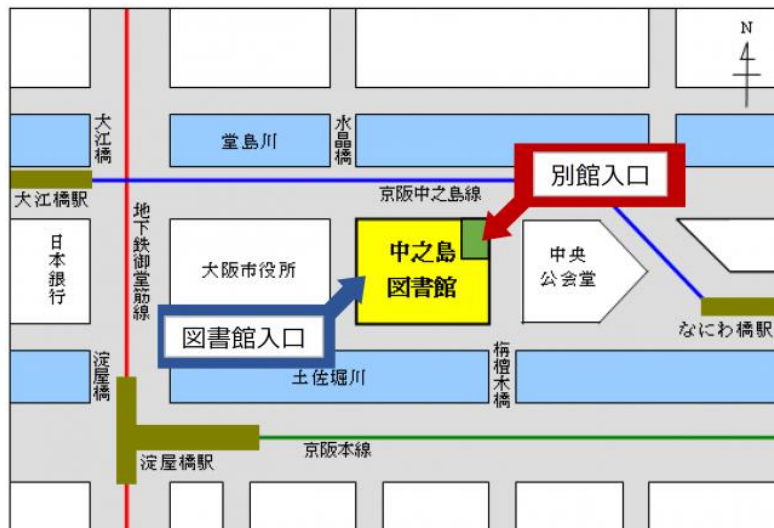 N
大江橋
堂島川
水晶橋
別館入口
大江橋駅
京阪中之島線
地下鉄御堂筋線
日本銀行
大阪市役所
中之島
図書館
中央
公会堂
図書館入口
なにわ橋駅
淀屋橋
土佐堀川
栴檀木橋
京阪本線
淀屋橋駅